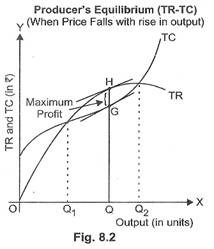 Producer's Equilibrium (TR-TC)
(When Price Falls with rise in output)
Y
TC
H
TR
Maximum
Profit
G
TR and TC (in ₹)
O
Q1
Q
Q2
X
Output (in units)
Fig. 8.2